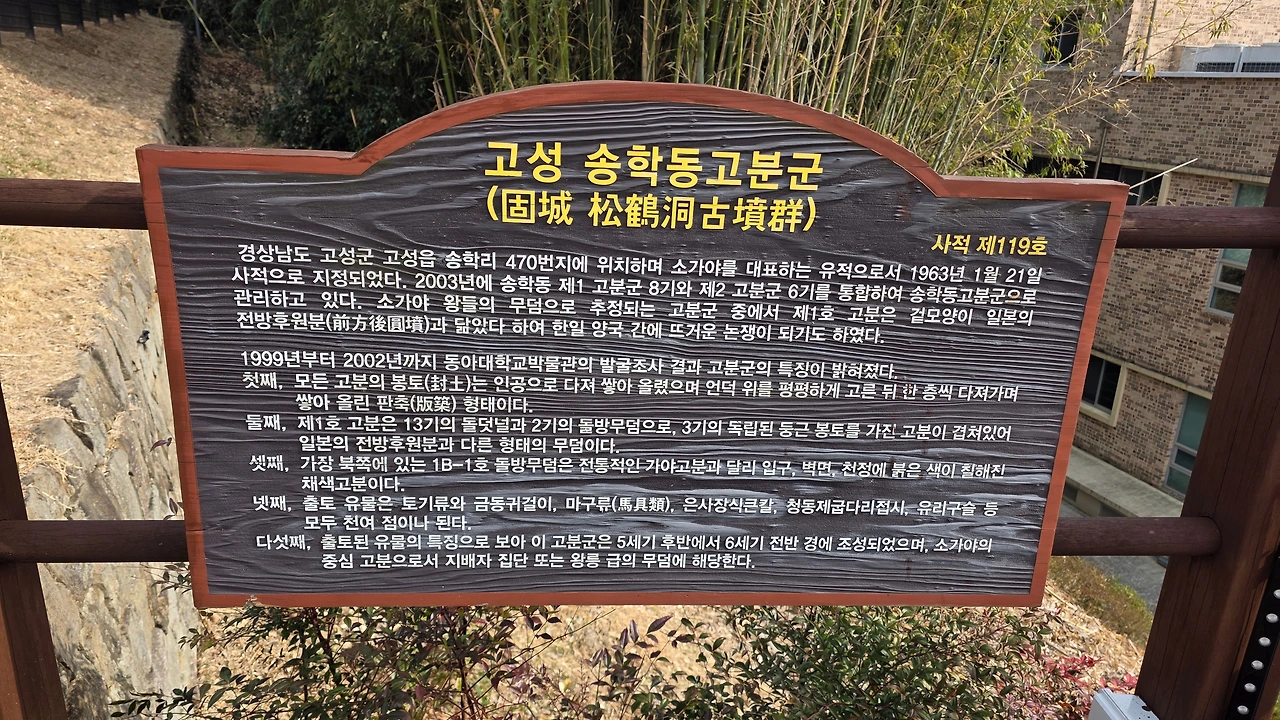 고성 송학동고분군
(固城 松鶴洞古墳群)
사적 제119호
경상남도 고성군 고성읍 송학리 470번지에 위치하며 소가야를 대표하는 유적으로서 1963년 1월 21일
사적으로 지정되었다. 2003년에 송학동 제1 고분군 8기와 제2 고분군 6기를 통합하여 송학동고분군으로
관리하고 있다. 소가야 왕들의 무덤으로 추정되는 고분군 중에서 제1호 고분은 겉모양이 일본의
전방후원분(前方後圓墳)과 닮았다 하여 한일 양국 간에 뜨거운 논쟁이 되기도 하였다.
1999년부터 2002년까지 동아대학교박물관의 발굴조사 결과 고분군의 특징이 밝혀졌다.
첫째, 모든 고분의 봉토(封土)는 인공으로 다져 쌓아 올렸으며 언덕 위를 평평하게 고른 뒤 한 층씩 다져가며
쌓아 올린 판축(版築) 형태이다.
둘째, 제1호 고분은 13기의 돌덧널과 2기의 돌방무덤으로, 3기의 독립된 둥근 봉토를 가진 고분이 겹쳐있어
일본의 전방후원분과 다른 형태의 무덤이다.
셋째, 가장 북쪽에 있는 1B-1호 돌방무덤은 전통적인 가야고분과 달리 입구, 벽면, 천정에 붉은 색이 칠해진
채색고분이다.
넷째, 출토 유물은 토기류와 금동귀걸이, 마구류(馬具類), 은사장식큰칼, 청동제굽다리접시, 유리구슬 등
모두 천여 점이나 된다.
다섯째, 출토된 유물의 특징으로 보아 이 고분군은 5세기 후반에서 6세기 전반 경에 조성되었으며, 소가야의
중심 고분으로서 지배자 집단 또는 왕릉 급의 무덤에 해당한다.